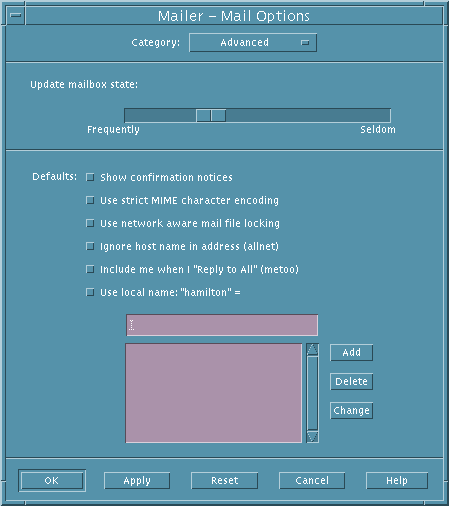 Mailer – Mail Options
Category: Advanced
Update mailbox state:
Frequently Seldom
Defaults: Show confirmation notices
Use strict MIME character encoding
Use network aware mail file locking
Ignore host name in address (allnet)
Include me when I "Reply to All" (metoo)
Use local name: "hamilton" =
Add
Delete
Change
OK Apply Reset Cancel Help